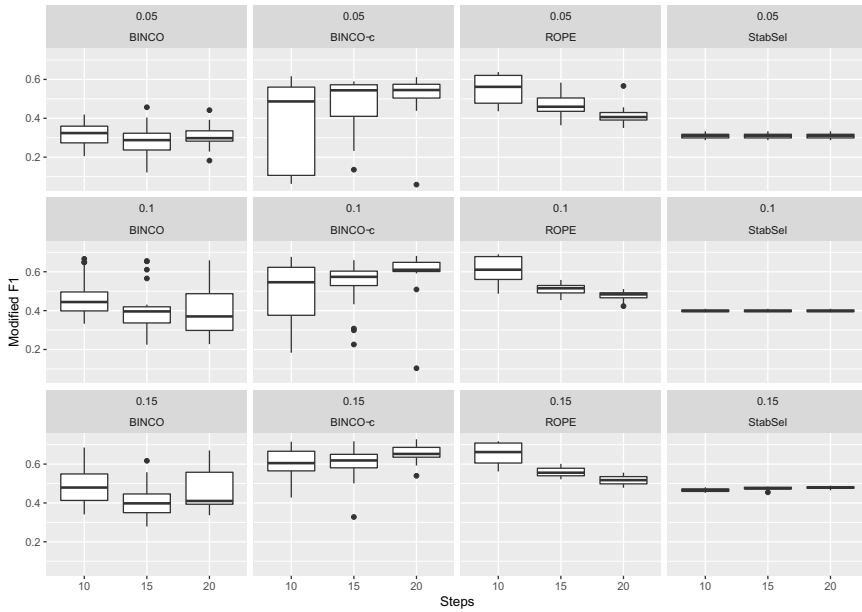 0.05 0.05 0.05 0.05
BINCO BINCO-c ROPE StabSel
0.6
0.4
0.2
0.1 0.1 0.1 0.1
BINCO BINCO-c ROPE StabSel
0.6
0.4
0.2
Modified F1
0.15 0.15 0.15 0.15
BINCO BINCO-c ROPE StabSel
0.6
0.4
0.2
10 15 20 10 15 20 10 15 20 10 15 20
Steps